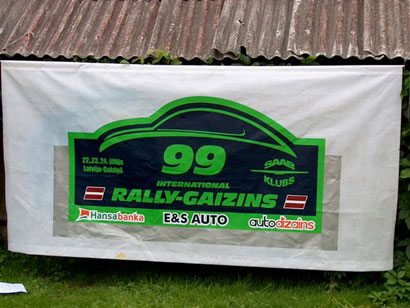 99
22.,23.,24. jūlijs
Latvija-Gaiziņš
SAAB
KLUBS
INTERNATIONAL
RALLY-GAIZINS
Hansabanka
E&S AUTO
autodizains